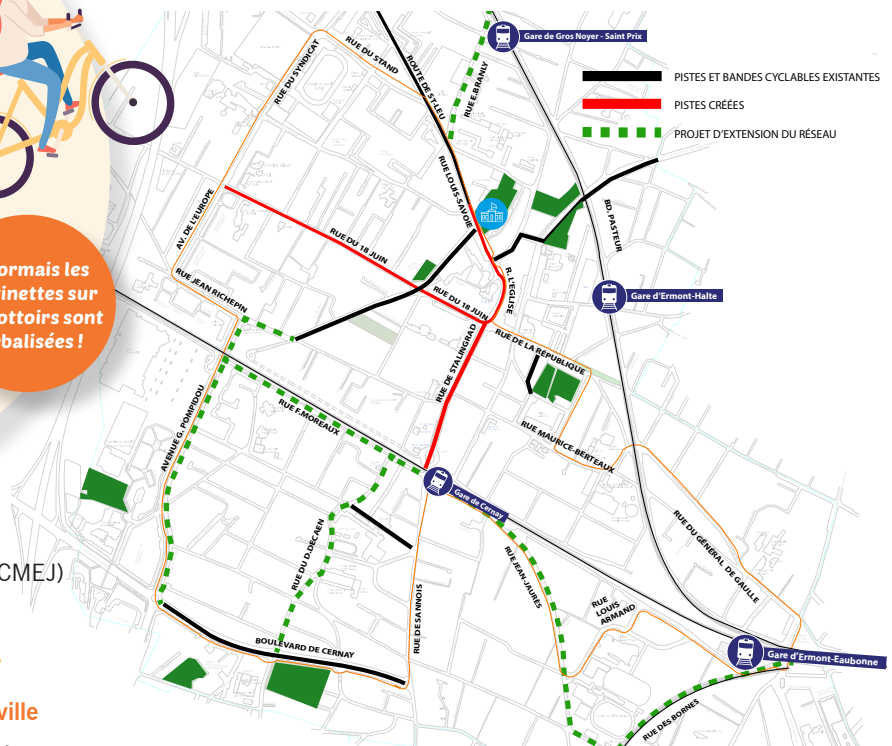 Gare de Gros Noyer - Saint Prix
PISTES ET BANDES CYCLABLE EXISTANTES
PISTES CRÉÉES
PROJET D'EXTENSION DU RÉSEAU
RUE DU SYNDICAT
RUE DU STAND
ROUTE DE ST.LEU
RUE E.BRANLY
RUE LOUIS-SAVOIE
AV. DE L'EUROPE
RUE DU 18 JUIN
BD. PASTEUR
R. L'EGLISE
RUE JEAN RICHEPIN
RUE DU 18 JUIN
Gare d'Ermont-Halte
RUE DE STALINGRAD
RUE DE LA RÉPUBLIQUE
AVENUE G. POMPIDOU
RUE F.MOREAUX
RUE MAURICE-BERTEAUX
Gare de Cernay
RUE DU D.DECAEN
RUE DU GÉNÉRAL DE GAULLE
RUE JEAN-JAURÈS
RUE DE SANNOIS
RUE
LOUIS
ARMAND
BOULEVARD DE CERNAY
Gare d'Ermont-Eaubonne
RUE DES BORNES
ormais les
inettes sur
ottoirs sont
balisées !
CMEJ)
ville